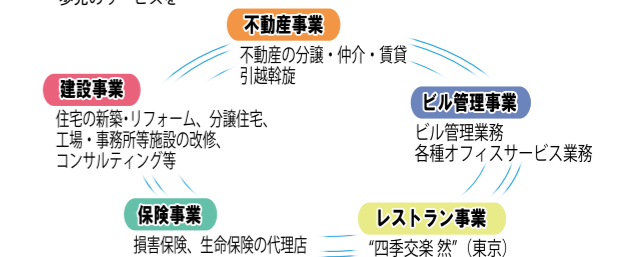 不動産事業
不動産の分譲・仲介・賃貸
引越斡旋
建設事業
住宅の新築・リフォーム、分譲住宅、
工場・事務所等施設の改修、
コンサルティング等
ビル管理事業
ビル管理業務
各種オフィスサービス業務
保険事業
損害保険、生命保険の代理店
レストラン事業
“四季交楽 然”（東京）